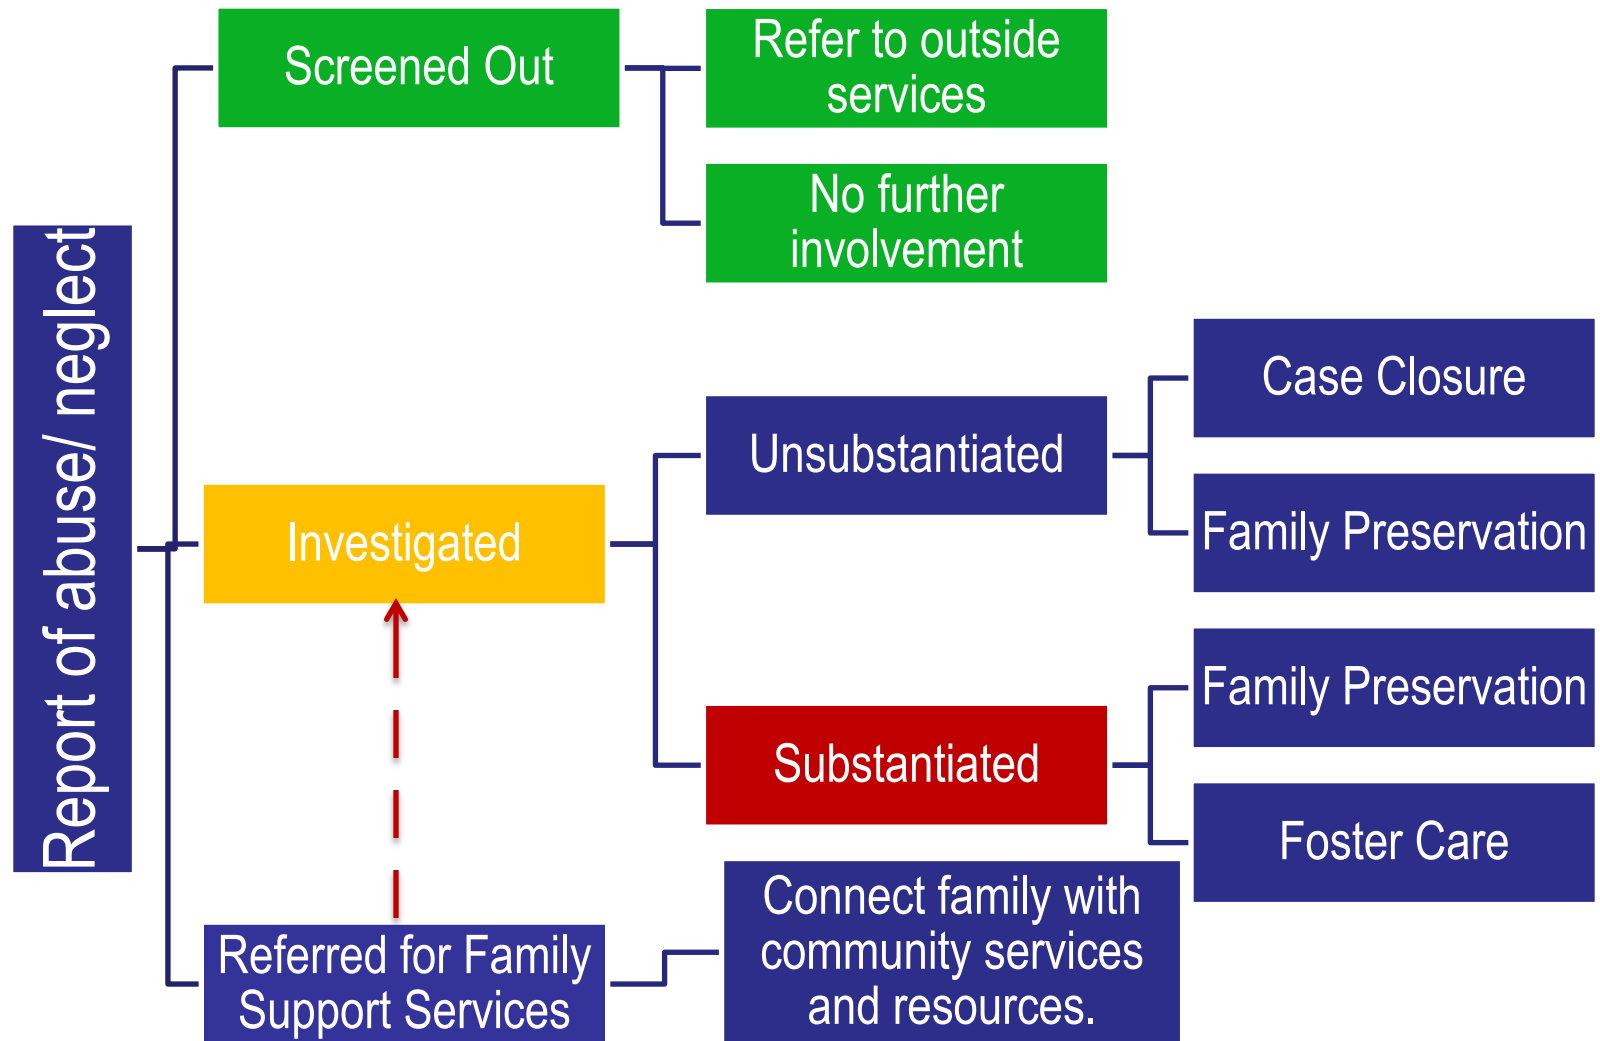 Report of abuse/ neglect
Screened Out
Refer to outside
services
No further
involvement
Investigated
Unsubstantiated
Case Closure
Family Preservation
Substantiated
Family Preservation
Foster Care
Referred for Family
Support Services
Connect family with
community services
and resources.